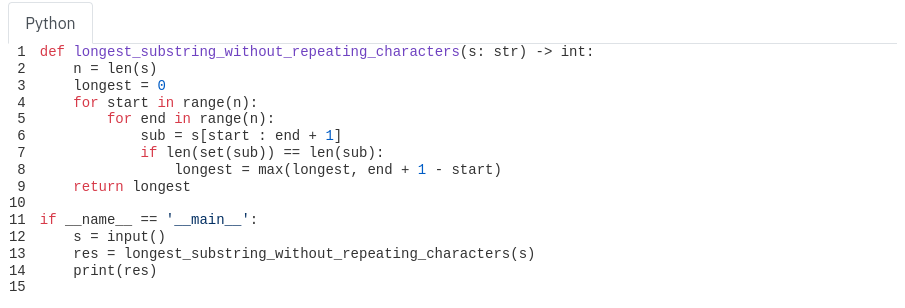 Python
1 def longest_substring_without_repeating_characters(s: str) -> int:
2     n = len(s)
3     longest = 0
4     for start in range(n):
5         for end in range(n):
6             sub = s[start : end + 1]
7             if len(set(sub)) == len(sub):
8                 longest = max(longest, end + 1 - start)
9     return longest
10
11 if __name__ == '__main__':
12     s = input()
13     res = longest_substring_without_repeating_characters(s)
14     print(res)
15